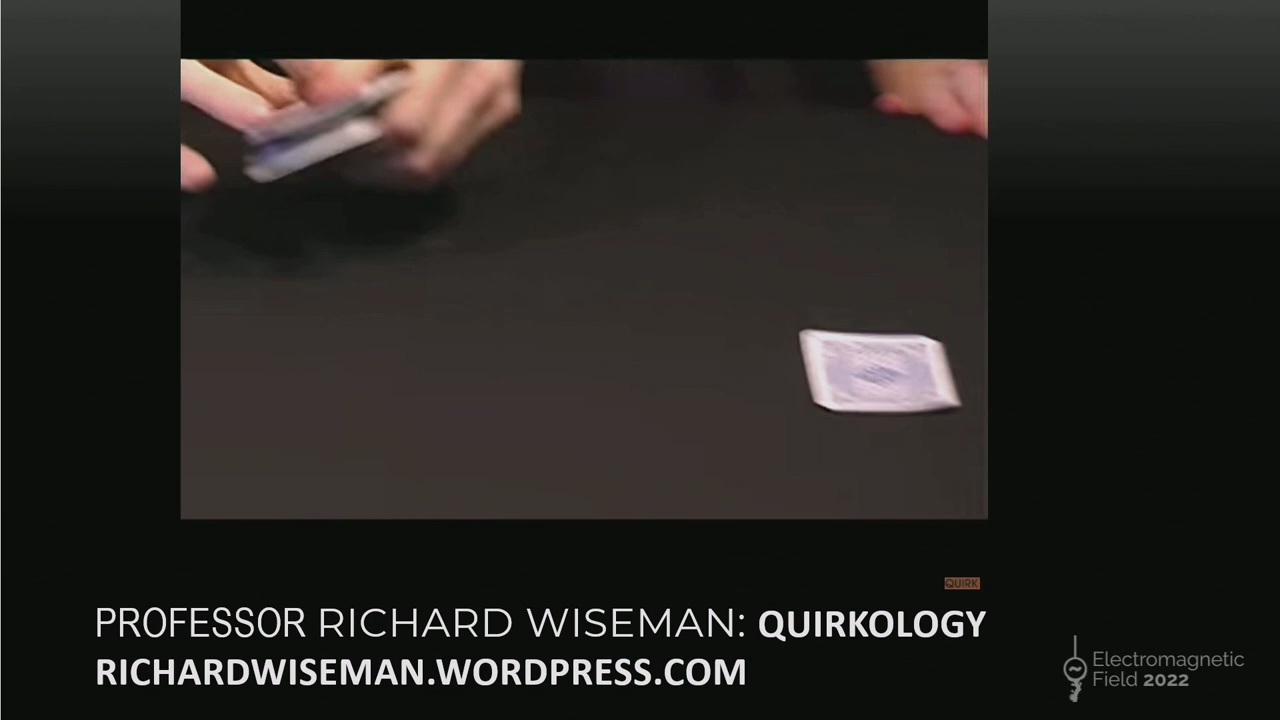 QUIRK
PROFESSOR RICHARD WISEMAN: QUIRKOLOGY
RICHARDWISEMAN.WORDPRESS.COM
Electromagnetic
Field 2022